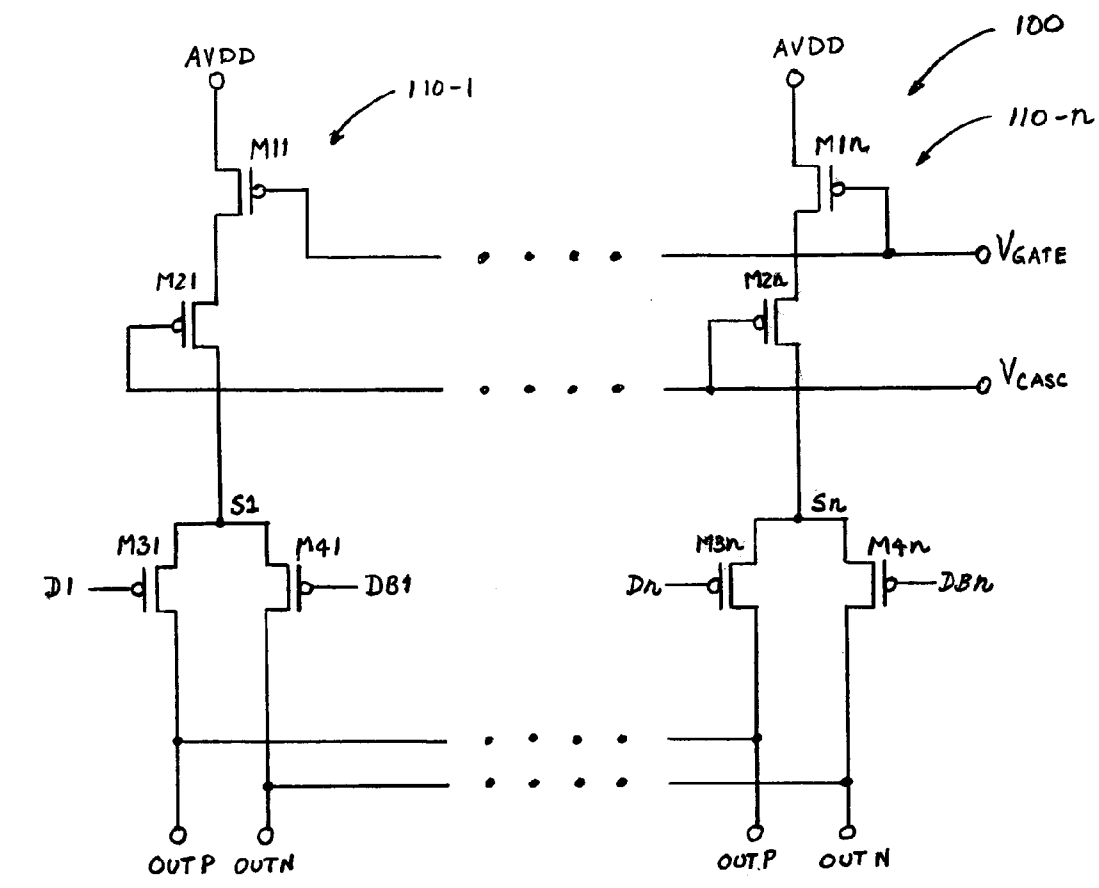 100
AVDD
AVDD
110-1
110-n
M11
M1n
VGATE
M21
M2n
VCASC
S1
Sn
M31
M41
M3n
M4n
D1
DB1
Dn
DBn
OUTP OUTN
OUTP OUTN